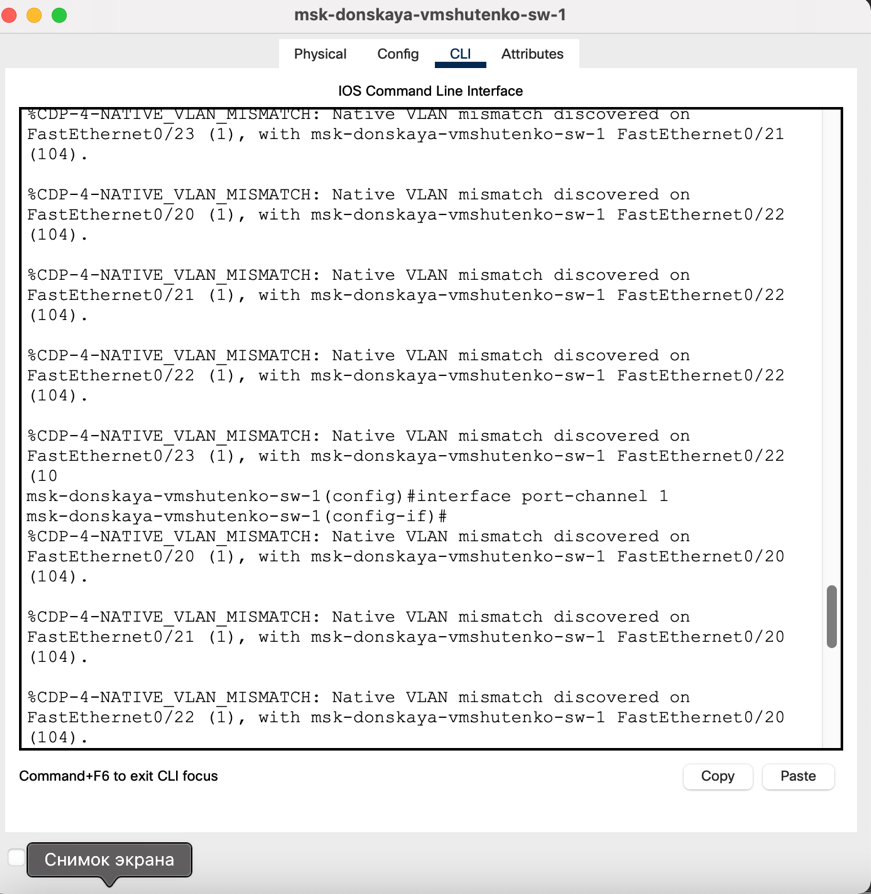 msk-donskaya-vmshutenko-sw-1
Physical Config CLI Attributes
IOS Command Line Interface
%CDP-4-NATIVE_VLAN_MISMATCH: Native VLAN mismatch discovered on
FastEthernet0/23 (1), with msk-donskaya-vmshutenko-sw-1 FastEthernet0/21
(104).
%CDP-4-NATIVE_VLAN_MISMATCH: Native VLAN mismatch discovered on
FastEthernet0/20 (1), with msk-donskaya-vmshutenko-sw-1 FastEthernet0/22
(104).
%CDP-4-NATIVE_VLAN_MISMATCH: Native VLAN mismatch discovered on
FastEthernet0/21 (1), with msk-donskaya-vmshutenko-sw-1 FastEthernet0/22
(104).
%CDP-4-NATIVE_VLAN_MISMATCH: Native VLAN mismatch discovered on
FastEthernet0/22 (1), with msk-donskaya-vmshutenko-sw-1 FastEthernet0/22
(104).
%CDP-4-NATIVE_VLAN_MISMATCH: Native VLAN mismatch discovered on
FastEthernet0/23 (1), with msk-donskaya-vmshutenko-sw-1 FastEthernet0/22
(10
msk-donskaya-vmshutenko-sw-1(config)#interface port-channel 1
msk-donskaya-vmshutenko-sw-1(config-if)#
%CDP-4-NATIVE_VLAN_MISMATCH: Native VLAN mismatch discovered on
FastEthernet0/20 (1), with msk-donskaya-vmshutenko-sw-1 FastEthernet0/20
(104).
%CDP-4-NATIVE_VLAN_MISMATCH: Native VLAN mismatch discovered on
FastEthernet0/21 (1), with msk-donskaya-vmshutenko-sw-1 FastEthernet0/20
(104).
%CDP-4-NATIVE_VLAN_MISMATCH: Native VLAN mismatch discovered on
FastEthernet0/22 (1), with msk-donskaya-vmshutenko-sw-1 FastEthernet0/20
(104).
Command+F6 to exit CLI focus
Copy Paste
Снимок экрана